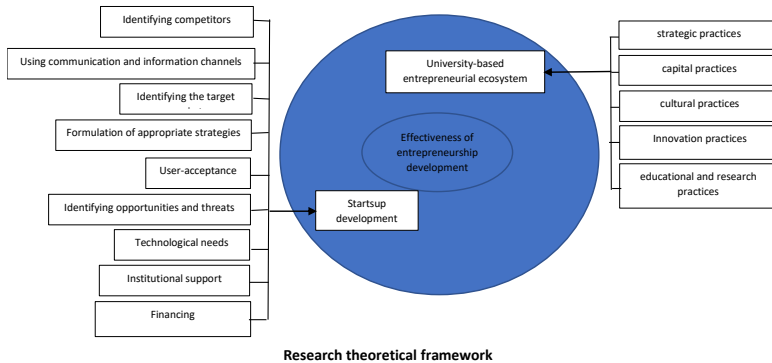 Identifying competitors
Using communication and information channels
Identifying the target
Formulation of appropriate strategies
User-acceptance
Identifying opportunities and threats
Technological needs
Institutional support
Financing
University-based
entrepreneurial ecosystem
Effectiveness of
entrepreneurship
development
Startsup
development
strategic practices
capital practices
cultural practices
Innovation practices
educational and research
practices
Research theoretical framework